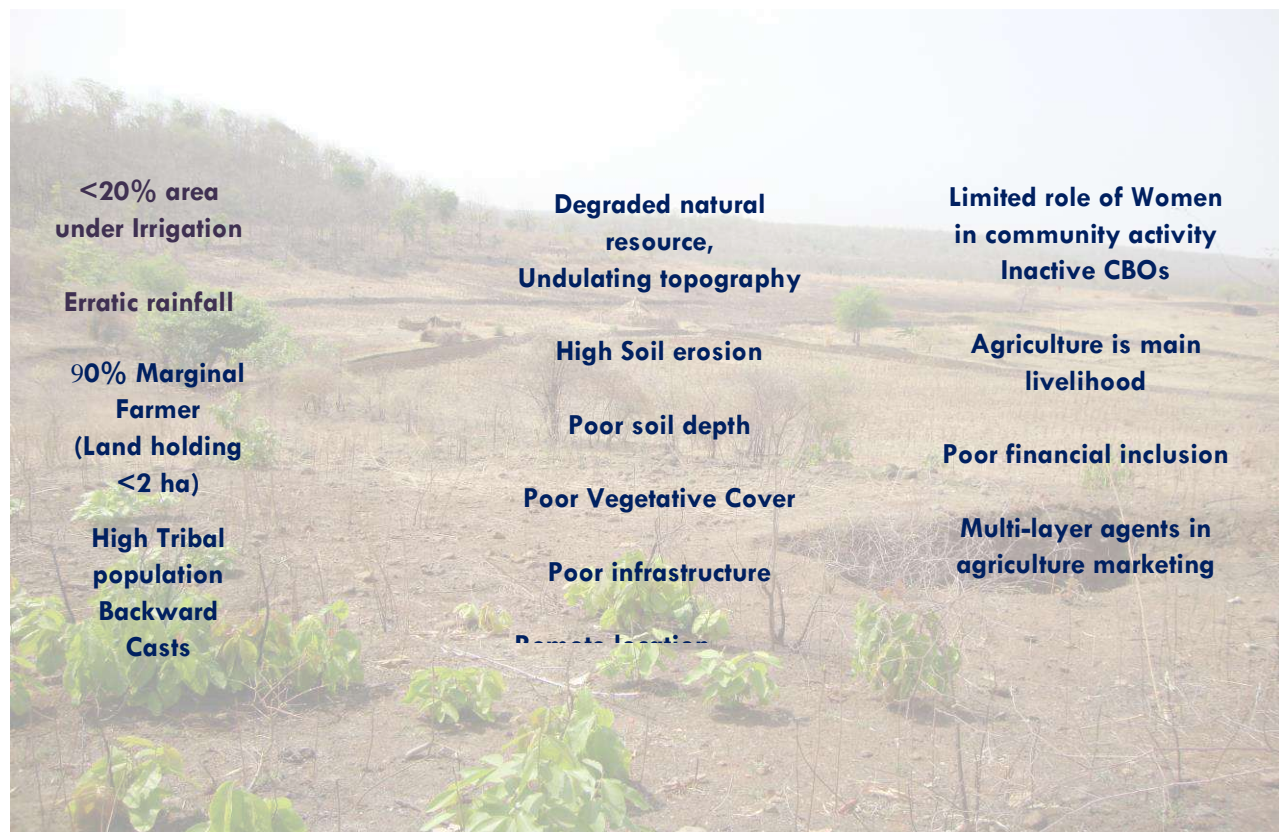 <20% area
under Irrigation
Erratic rainfall
90% Marginal
Farmer
(Land holding
<2 ha)
High Tribal
population
Backward
Casts
Degraded natural
resource,
Undulating topography
High Soil erosion
Poor soil depth
Poor Vegetative Cover
Poor infrastructure
Remote location
Limited role of Women
in community activity
Inactive CBOs
Agriculture is main
livelihood
Poor financial inclusion
Multi-layer agents in
agriculture marketing